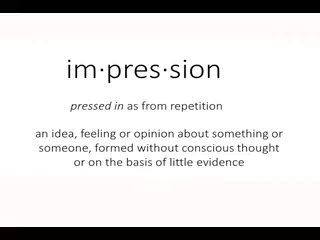 im·pres·sion
pressed in as from repetition
an idea, feeling or opinion about something or
someone, formed without conscious thought
or on the basis of little evidence